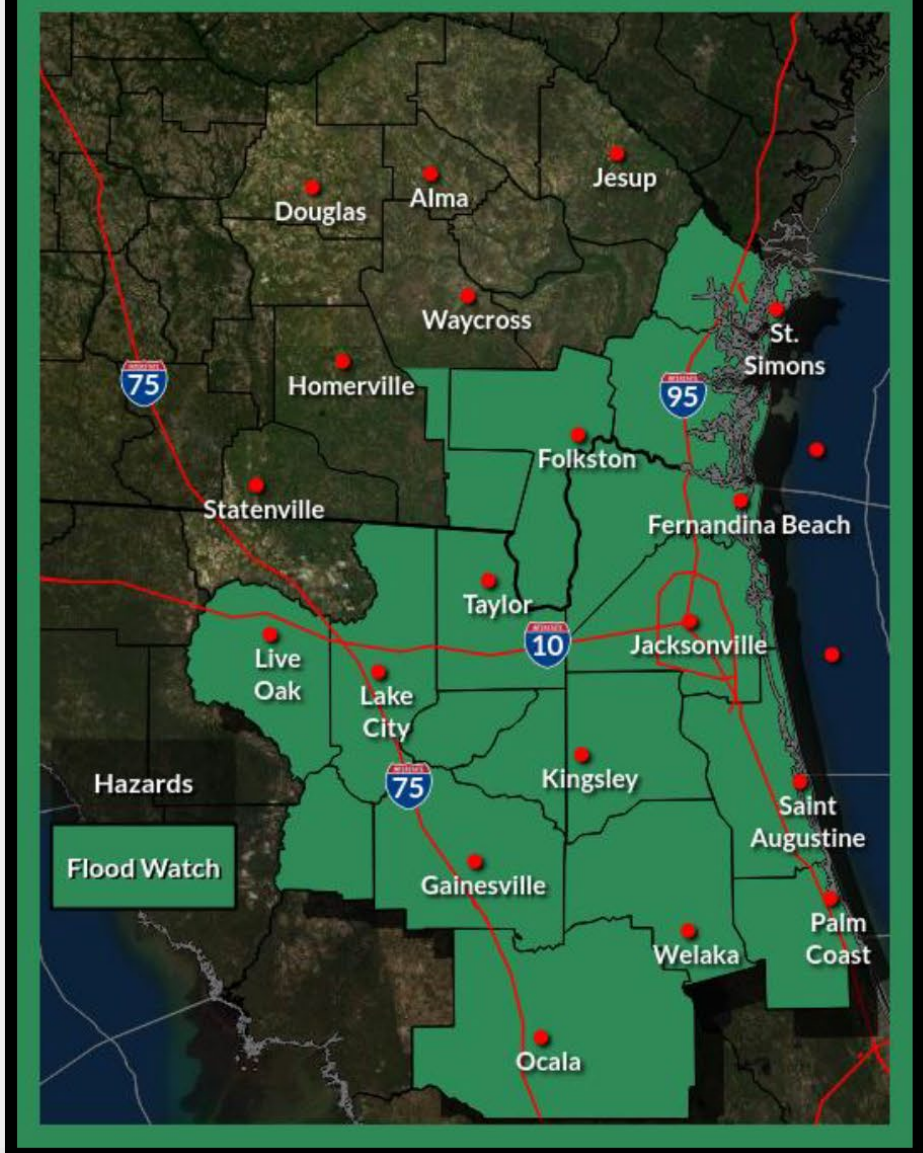 Jesup
Alma
Douglas
Waycross
St.
Simons
75
Homerville
95
Folkston
Statenville
Fernandina Beach
Taylor
10
Jacksonville
Live
Oak
Lake
City
Hazards
75
Kingsley
Saint
Augustine
Flood Watch
Gainesville
Palm
Coast
Welaka
Ocala